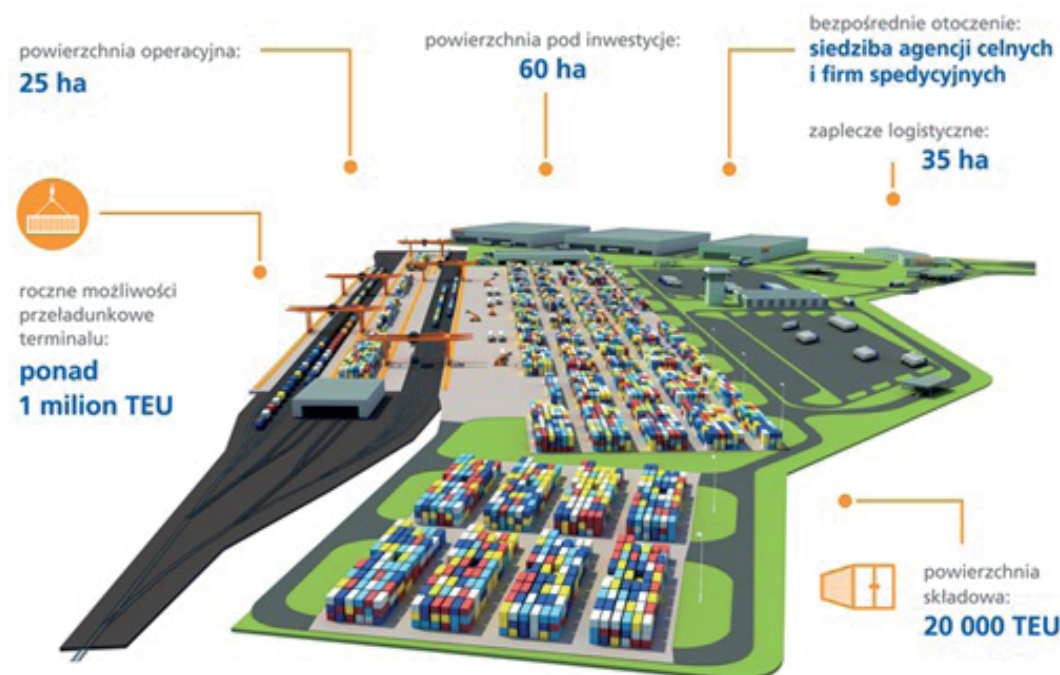 powierzchnia operacyjna:
25 ha
powierzchnia pod inwestycje:
60 ha
bezpośrednie otoczenie:
siedziba agencji celnych
i firm spedycyjnych
zaplecze logistyczne:
35 ha
roczne możliwości
przeładunkowe
terminalu:
ponad
1 milion TEU
powierzchnia
składowa:
20 000 TEU